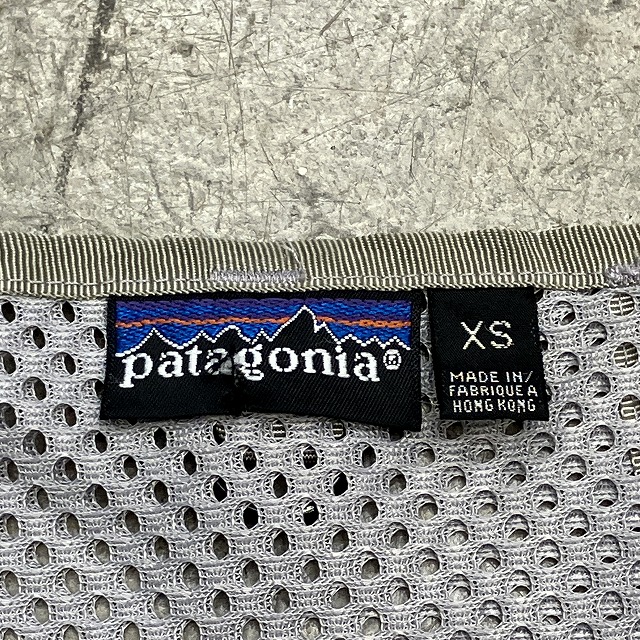 patagonia®
XS
MADE IN/
FABRIQUE A
HONG KONG